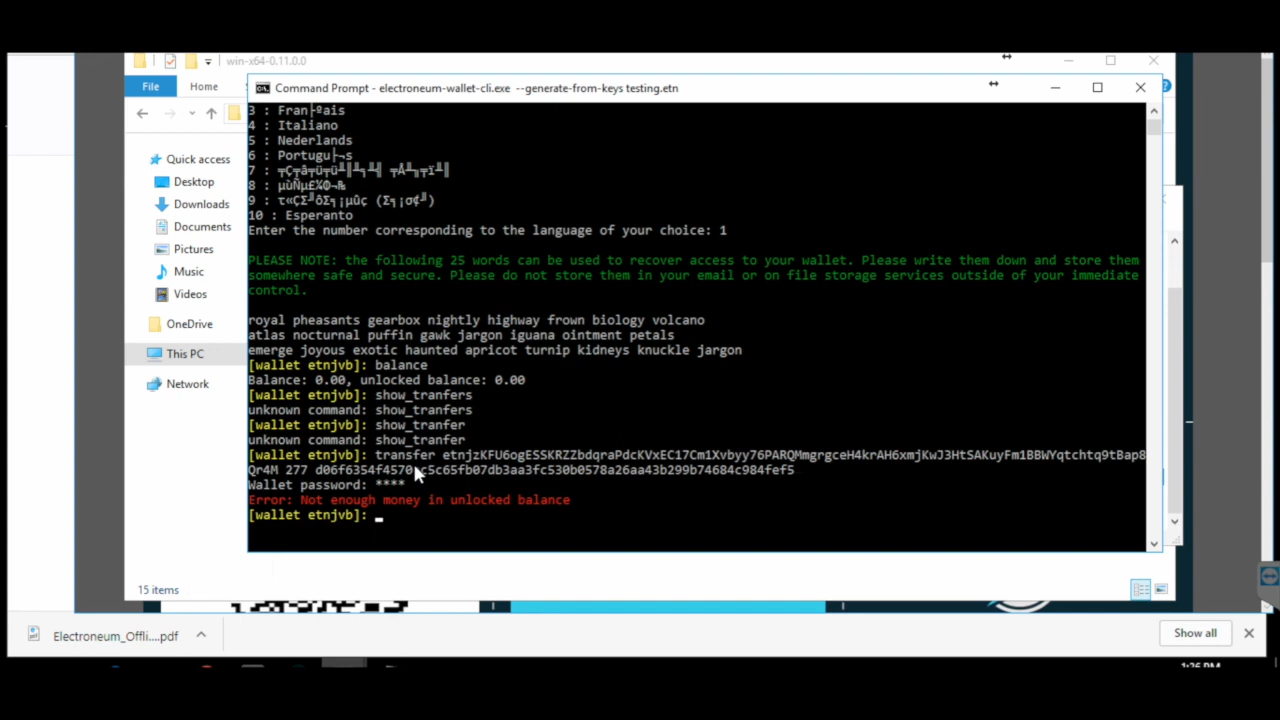 win-x64-0.11.0.0
File Home
Command Prompt - electroneum-wallet-cli.exe --generate-from-keys testing.etn
Quick access
Desktop
Downloads
Documents
Pictures
Music
Videos
OneDrive
This PC
Network
3 : Fran├ºais
4 : Italiano
5 : Nederlands
6 : Portugu├¬s
10 : Esperanto
Enter the number corresponding to the language of your choice: 1
PLEASE NOTE: the following 25 words can be used to recover access to your wallet. Please write them down and store them
somewhere safe and secure. Please do not store them in your email or on file storage services outside of your immediate
control.
royal pheasants gearbox nightly highway frown biology volcano
atlas nocturnal puffin gawk jargon iguana ointment petals
emerge joyous exotic haunted apricot turnip kidneys knuckle jargon
[wallet etnjvb]: balance
Balance: 0.00, unlocked balance: 0.00
[wallet etnjvb]: show_tranfers
unknown command: show_tranfers
[wallet etnjvb]: show_tranfer
unknown command: show_tranfer
[wallet etnjvb]: transfer etnjzKFU6ogESSKRZZbdqraPdcKVxEC17Cm1Xvbyy76PARQMmgrgceH4krAH6xmjKwJ3HtSAKuyFm1BBWYqtchtq9tBap8
Qr4M 277
Wallet password: ****
Error: Not enough money in unlocked balance
[wallet etnjvb]:
15 items
Electroneum_Offli....pdf
Show all
1:36 PM